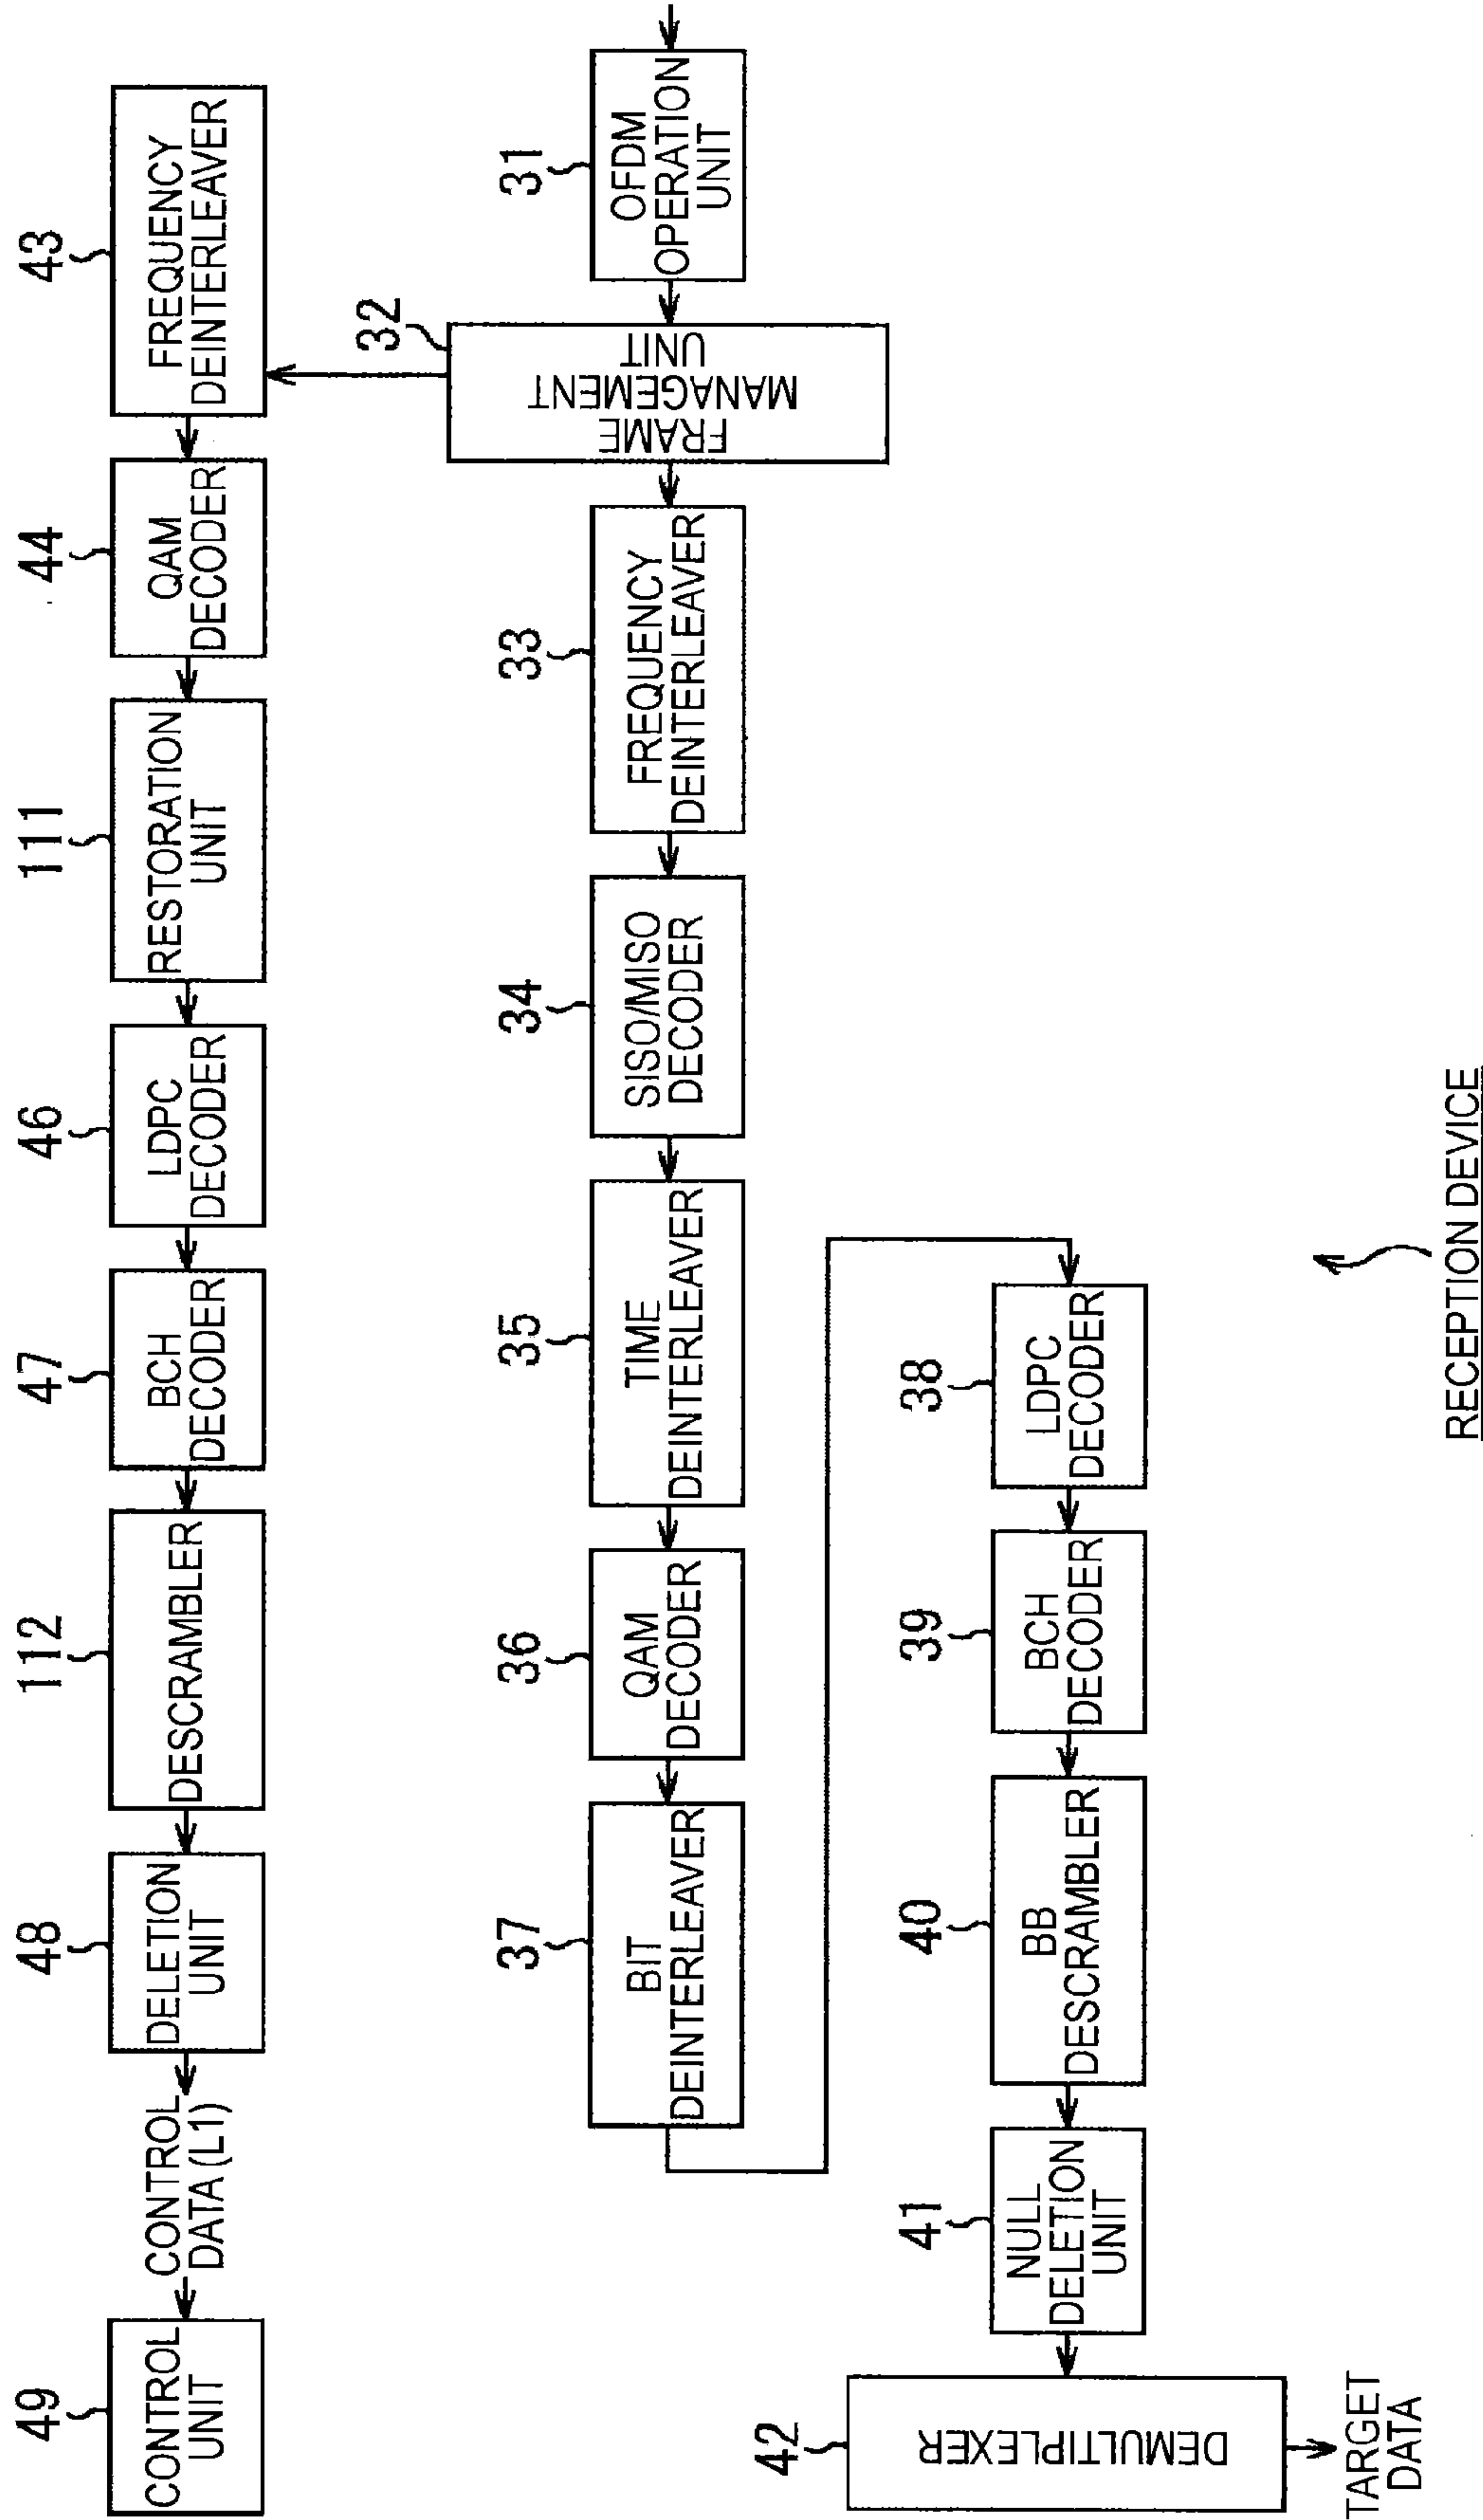 49
CONTROL
UNIT
CONTROL
DATA (L1)
48
DELETION
UNIT
112
DESCRAMBLER
47
BCH
DECODER
46
LDPC
DECODER
111
RESTORATION
UNIT
44
QAM
DECODER
43
FREQUENCY
DEINTERLEAVER
37
BIT
DEINTERLEAVER
36
QAM
DECODER
35
TIME
DEINTERLEAVER
34
SISO/MISO
DECODER
33
FREQUENCY
DEINTERLEAVER
32
FRAME
MANAGEMENT
UNIT
31
OFDM
OPERATION
UNIT
42
DEMULTIPLEXER
TARGET
DATA
41
NULL
DELETION
UNIT
40
BB
DESCRAMBLER
39
BCH
DECODER
38
LDPC
DECODER
RECEPTION DEVICE